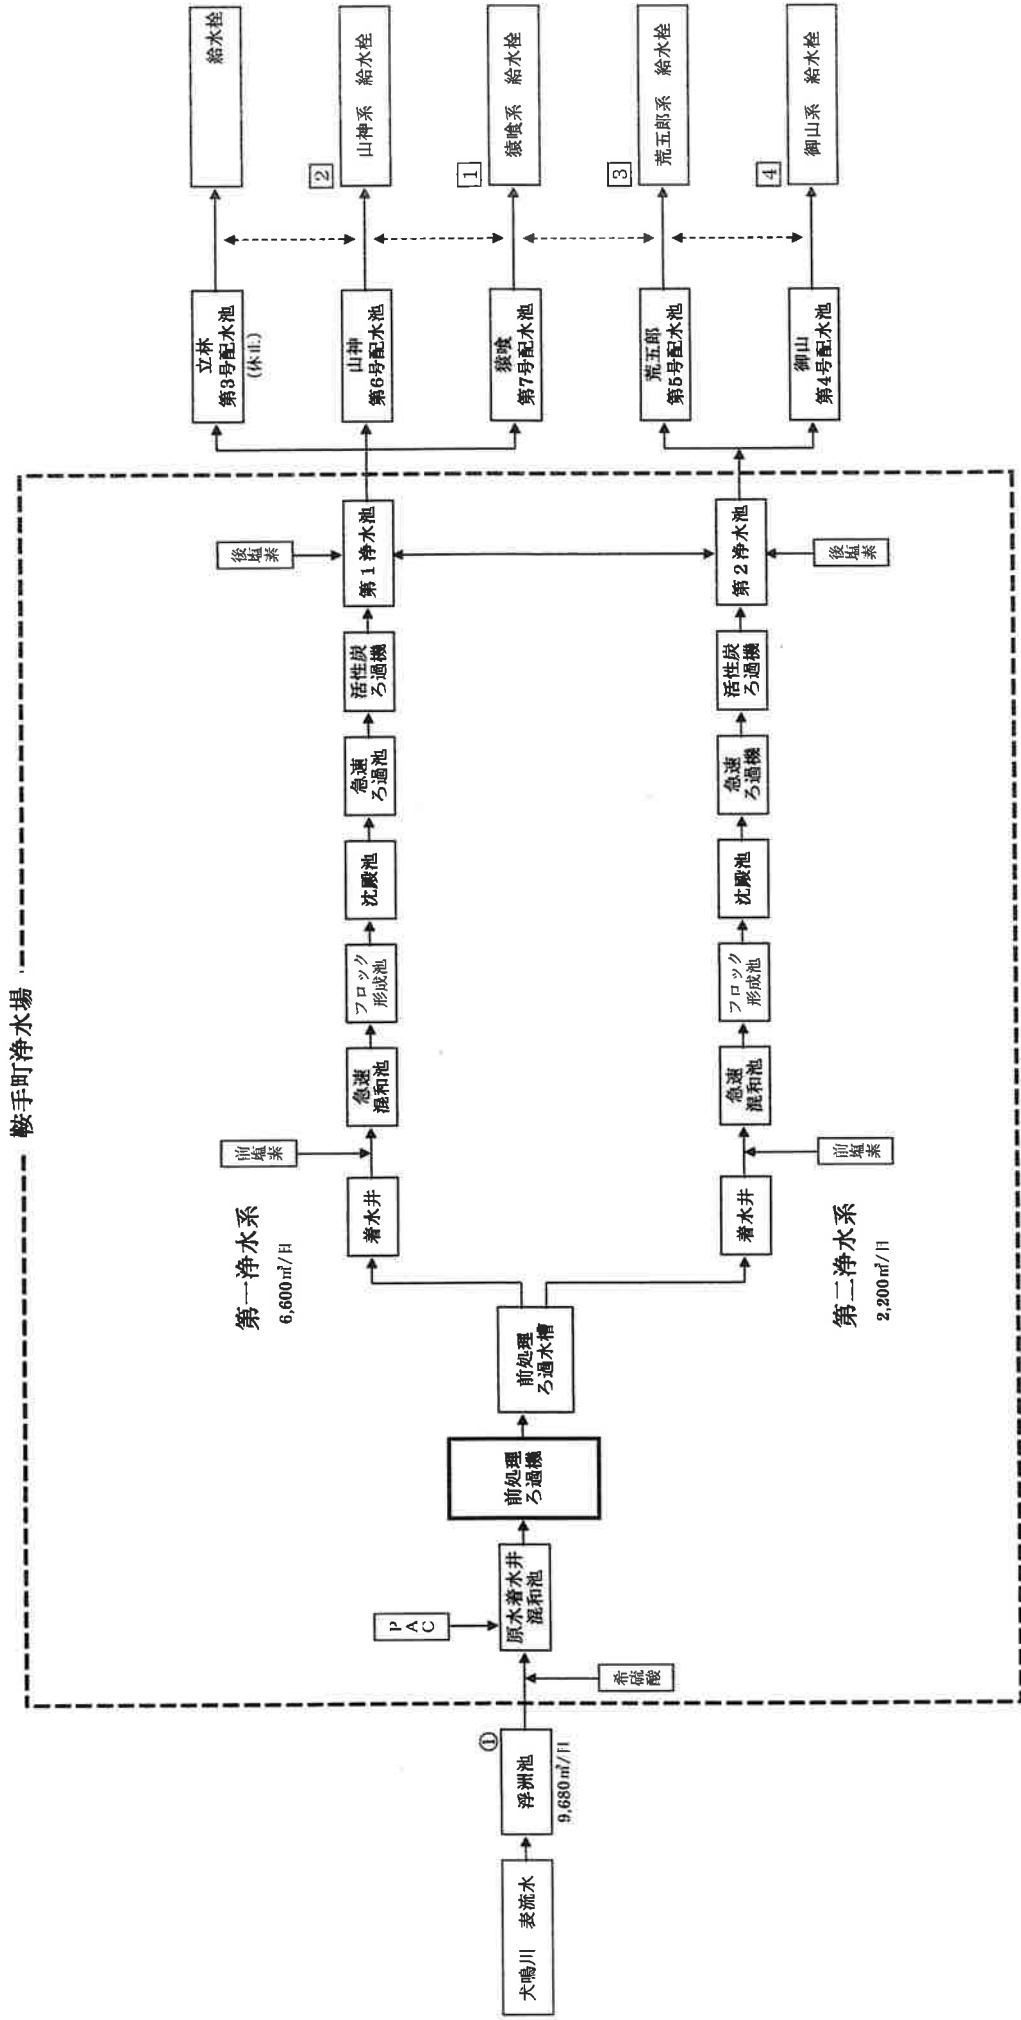 鞍手町浄水場
犬鳴川　表流水
①
浮洲池
9,680㎥/日
希硫酸
PAC
原水着水井
混和池
前処理
ろ過機
前処理
ろ過水槽
第一浄水系
6,600㎥/日
着水井
前塩素
急速
混和池
フロック
形成池
沈殿池
急速
ろ過池
活性炭
ろ過機
後塩素
第1浄水池
第二浄水系
2,200㎥/日
着水井
前塩素
急速
混和池
フロック
形成池
沈殿池
急速
ろ過機
活性炭
ろ過機
後塩素
第2浄水池
立林
第3号配水池
(休止)
給水栓
山神
第6号配水池
2
山神系　給水栓
猿喰
第7号配水池
1
猿喰系　給水栓
荒五郎
第5号配水池
3
荒五郎系　給水栓
御山
第4号配水池
4
御山系　給水栓